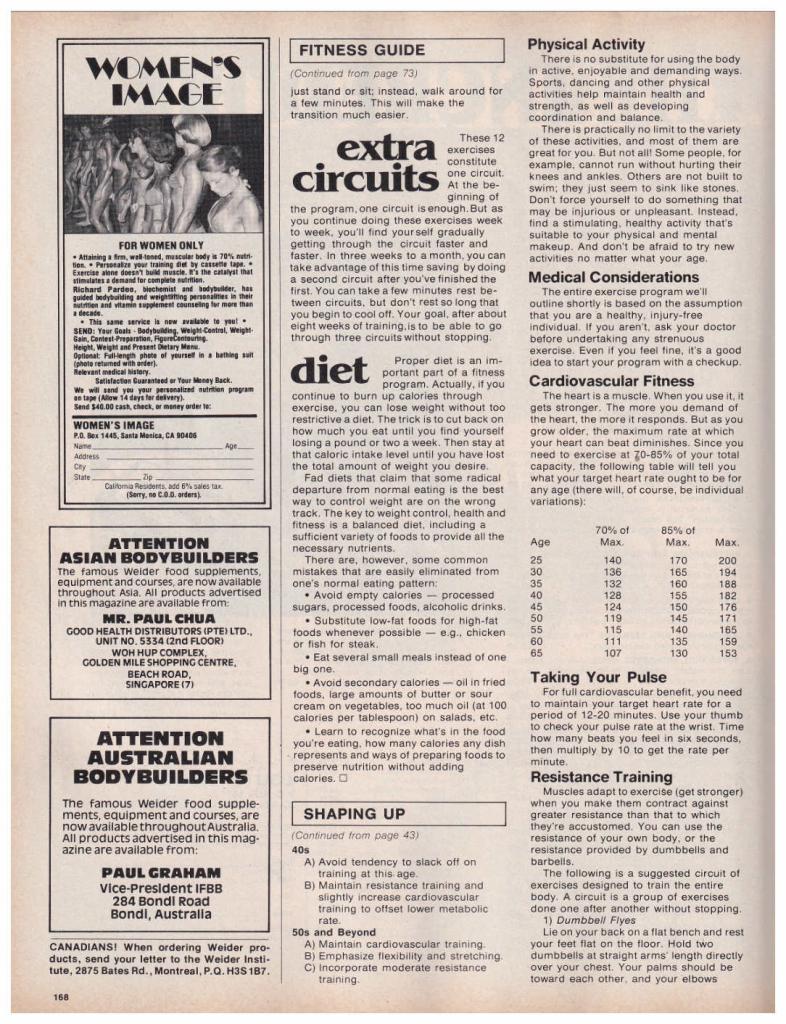 WOMEN'S
IMAGE
FOR WOMEN ONLY
• Attaining a firm, well-toned, muscular body is 70% nutri-
tion. • Personalize your training diet by cassette tape. •
Exercise alone doesn't build muscle. It's the catalyst that
stimulates a demand for complete nutrition.
Richard Pardee, biochemist and bodybuilder, has
guided bodybuilding and weightlifting personalities in their
nutrition and vitamin supplement counseling for more than
a decade.
• This same service is now available to you! •
SEND: Your Goals - Bodybuilding, Weight-Control, Weight-
Gain, Contest-Preparation, FigureContouring.
Height, Weight and Present Dietary Menu.
Optional: Full-length photo of yourself in a bathing suit
(photo returned with order).
Relevant medical history.
Satisfaction Guaranteed or Your Money Back.
We will send you your personalized nutrition program
on tape (Allow 14 days for delivery).
Send $40.00 cash, check, or money order to:
WOMEN'S IMAGE
P.O. Box 1445, Santa Monica, CA 90406
Name Age
Address
City
State Zip
California Residents, add 6% sales tax.
(Sorry, no C.O.D. orders).
ATTENTION
ASIAN BODYBUILDERS
The famous Weider food supplements,
equipment and courses, are now available
throughout Asia. All products advertised
in this magazine are available from:
MR. PAUL CHUA
GOOD HEALTH DISTRIBUTORS (PTE) LTD.,
UNIT NO. 5334 (2nd FLOOR)
WOH HUP COMPLEX,
GOLDEN MILE SHOPPING CENTRE,
BEACH ROAD,
SINGAPORE (7)
ATTENTION
AUSTRALIAN
BODYBUILDERS
The famous Weider food supple-
ments, equipment and courses, are
now available throughout Australia.
All products advertised in this mag-
azine are available from:
PAUL GRAHAM
Vice-President IFBB
284 Bondi Road
Bondi, Australia
CANADIANS! When ordering Weider pro-
ducts, send your letter to the Weider Insti-
tute, 2875 Bates Rd., Montreal, P.Q. H3S 1B7.
168
FITNESS GUIDE
(Continued from page 73)
just stand or sit; instead, walk around for
a few minutes. This will make the
transition much easier.
extra
circuits
These 12
exercises
constitute
one circuit.
At the be-
ginning of
the program, one circuit is enough. But as
you continue doing these exercises week
to week, you'll find yourself gradually
getting through the circuit faster and
faster. In three weeks to a month, you can
take advantage of this time saving by doing
a second circuit after you've finished the
first. You can take a few minutes rest be-
tween circuits, but don't rest so long that
you begin to cool off. Your goal, after about
eight weeks of training, is to be able to go
through three circuits without stopping.
diet
Proper diet is an im-
portant part of a fitness
program. Actually, if you
continue to burn up calories through
exercise, you can lose weight without too
restrictive a diet. The trick is to cut back on
how much you eat until you find yourself
losing a pound or two a week. Then stay at
that caloric intake level until you have lost
the total amount of weight you desire.
Fad diets that claim that some radical
departure from normal eating is the best
way to control weight are on the wrong
track. The key to weight control, health and
fitness is a balanced diet, including a
sufficient variety of foods to provide all the
necessary nutrients.
There are, however, some common
mistakes that are easily eliminated from
one's normal eating pattern:
• Avoid empty calories — processed
sugars, processed foods, alcoholic drinks.
• Substitute low-fat foods for high-fat
foods whenever possible — e.g., chicken
or fish for steak.
• Eat several small meals instead of one
big one.
• Avoid secondary calories — oil in fried
foods, large amounts of butter or sour
cream on vegetables, too much oil (at 100
calories per tablespoon) on salads, etc.
• Learn to recognize what's in the food
you're eating, how many calories any dish
represents and ways of preparing foods to
preserve nutrition without adding
calories. □
SHAPING UP
(Continued from page 43)
40s
A) Avoid tendency to slack off on
training at this age.
B) Maintain resistance training and
slightly increase cardiovascular
training to offset lower metabolic
rate.
50s and Beyond
A) Maintain cardiovascular training.
B) Emphasize flexibility and stretching.
C) Incorporate moderate resistance
training.
Physical Activity
There is no substitute for using the body
in active, enjoyable and demanding ways.
Sports, dancing and other physical
activities help maintain health and
strength, as well as developing
coordination and balance.
There is practically no limit to the variety
of these activities, and most of them are
great for you. But not all! Some people, for
example, cannot run without hurting their
knees and ankles. Others are not built to
swim; they just seem to sink like stones.
Don't force yourself to do something that
may be injurious or unpleasant. Instead,
find a stimulating, healthy activity that's
suitable to your physical and mental
makeup. And don't be afraid to try new
activities no matter what your age.
Medical Considerations
The entire exercise program we'll
outline shortly is based on the assumption
that you are a healthy, injury-free
individual. If you aren't, ask your doctor
before undertaking any strenuous
exercise. Even if you feel fine, it's a good
idea to start your program with a checkup.
Cardiovascular Fitness
The heart is a muscle. When you use it, it
gets stronger. The more you demand of
the heart, the more it responds. But as you
grow older, the maximum rate at which
your heart can beat diminishes. Since you
need to exercise at 70-85% of your total
capacity, the following table will tell you
what your target heart rate ought to be for
any age (there will, of course, be individual
variations):
70% of 85% of
Age Max. Max. Max.
25 140 170 200
30 136 165 194
35 132 160 188
40 128 155 182
45 124 150 176
50 119 145 171
55 115 140 165
60 111 135 159
65 107 130 153
Taking Your Pulse
For full cardiovascular benefit, you need
to maintain your target heart rate for a
period of 12-20 minutes. Use your thumb
to check your pulse rate at the wrist. Time
how many beats you feel in six seconds,
then multiply by 10 to get the rate per
minute.
Resistance Training
Muscles adapt to exercise (get stronger)
when you make them contract against
greater resistance than that to which
they're accustomed. You can use the
resistance of your own body, or the
resistance provided by dumbbells and
barbells.
The following is a suggested circuit of
exercises designed to train the entire
body. A circuit is a group of exercises
done one after another without stopping.
1) Dumbbell Flyes
Lie on your back on a flat bench and rest
your feet flat on the floor. Hold two
dumbbells at straight arms' length directly
over your chest. Your palms should be
toward each other, and your elbows